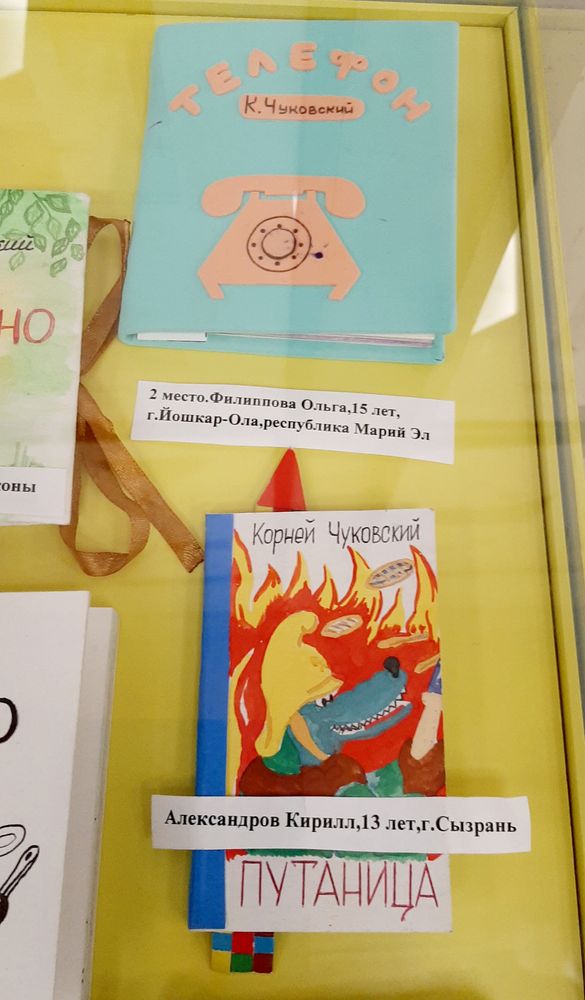 ТЕЛЕФОН
К.Чуковский
НО
2 место.Филиппова Ольга,15 лет,
г.Йошкар-Ола,республика Марий Эл
Корней Чуковский
Александров Кирилл,13 лет,г.Сызрань
ПУТАНИЦА